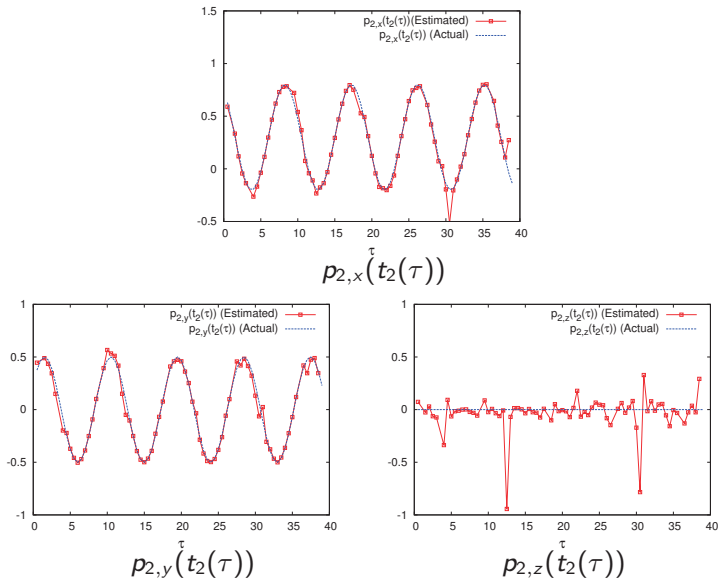 p2,x(t2(τ))(Estimated)
p2,x(t2(τ)) (Actual)
1.5
1
0.5
0
-0.5
0 5 10 15 20 25 30 35 40
τ
p2,x(t2(τ))
p2,y(t2(τ)) (Estimated)
p2,y(t2(τ)) (Actual)
1
0.5
0
-0.5
-1
0 5 10 15 20 25 30 35 40
τ
p2,y(t2(τ))
p2,z(t2(τ)) (Estimated)
p2,z(t2(τ)) (Actual)
1
0.5
0
-0.5
-1
0 5 10 15 20 25 30 35 40
τ
p2,z(t2(τ))